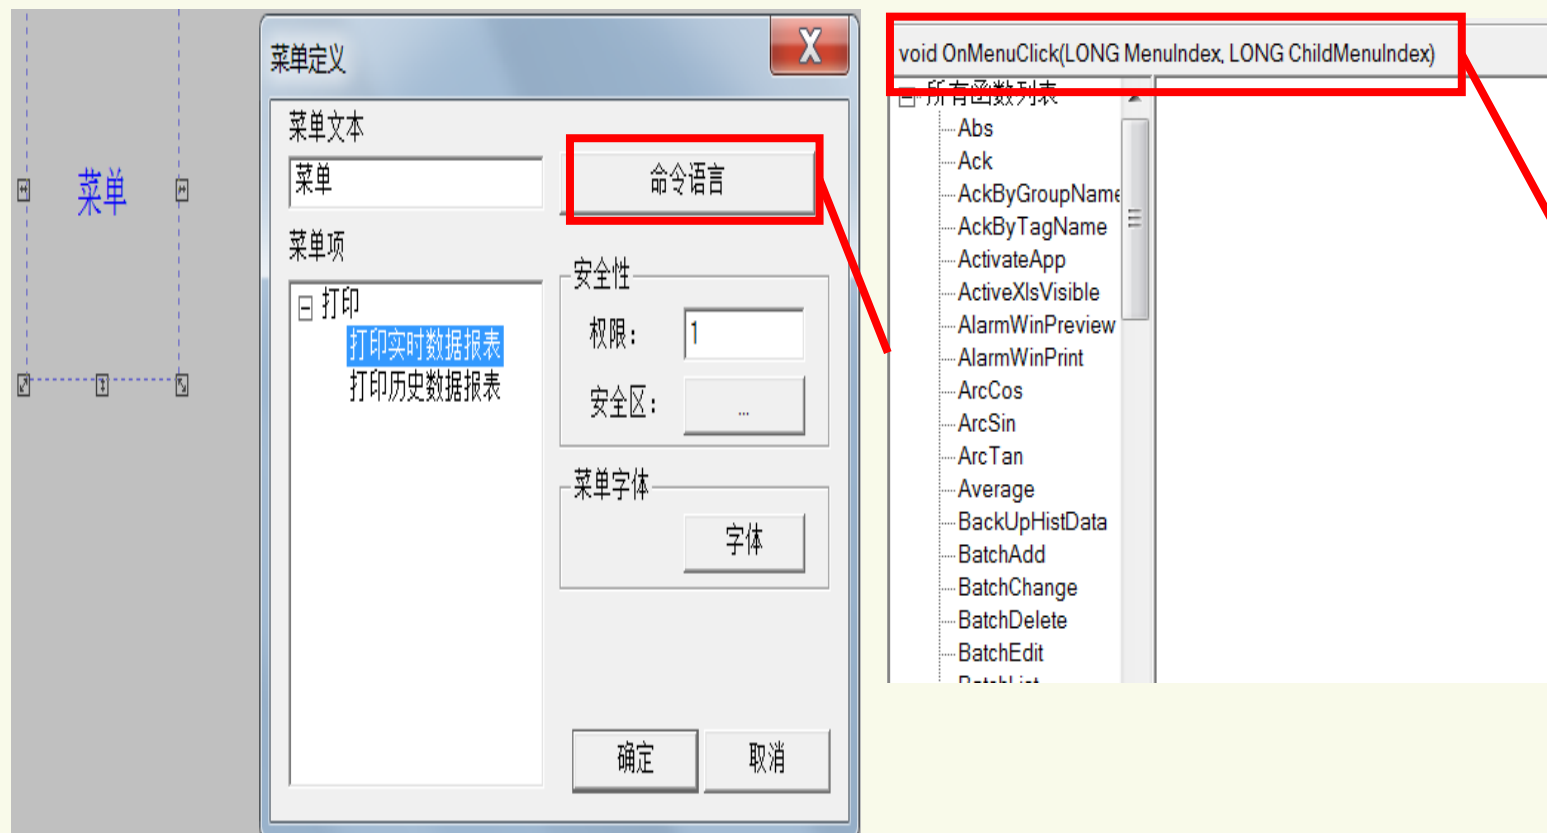 菜单
菜单定义
X
菜单文本
菜单
命令语言
菜单项
打印
打印实时数据报表
打印历史数据报表
安全性
权限：
1
安全区：
...
菜单字体
字体
确定
取消
void OnMenuClick(LONG MenuIndex, LONG ChildMenuIndex)
所有函数列表
Abs
Ack
AckByGroupName
AckByTagName
ActivateApp
ActiveXlsVisible
AlarmWinPreview
AlarmWinPrint
ArcCos
ArcSin
ArcTan
Average
BackUpHistData
BatchAdd
BatchChange
BatchDelete
BatchEdit